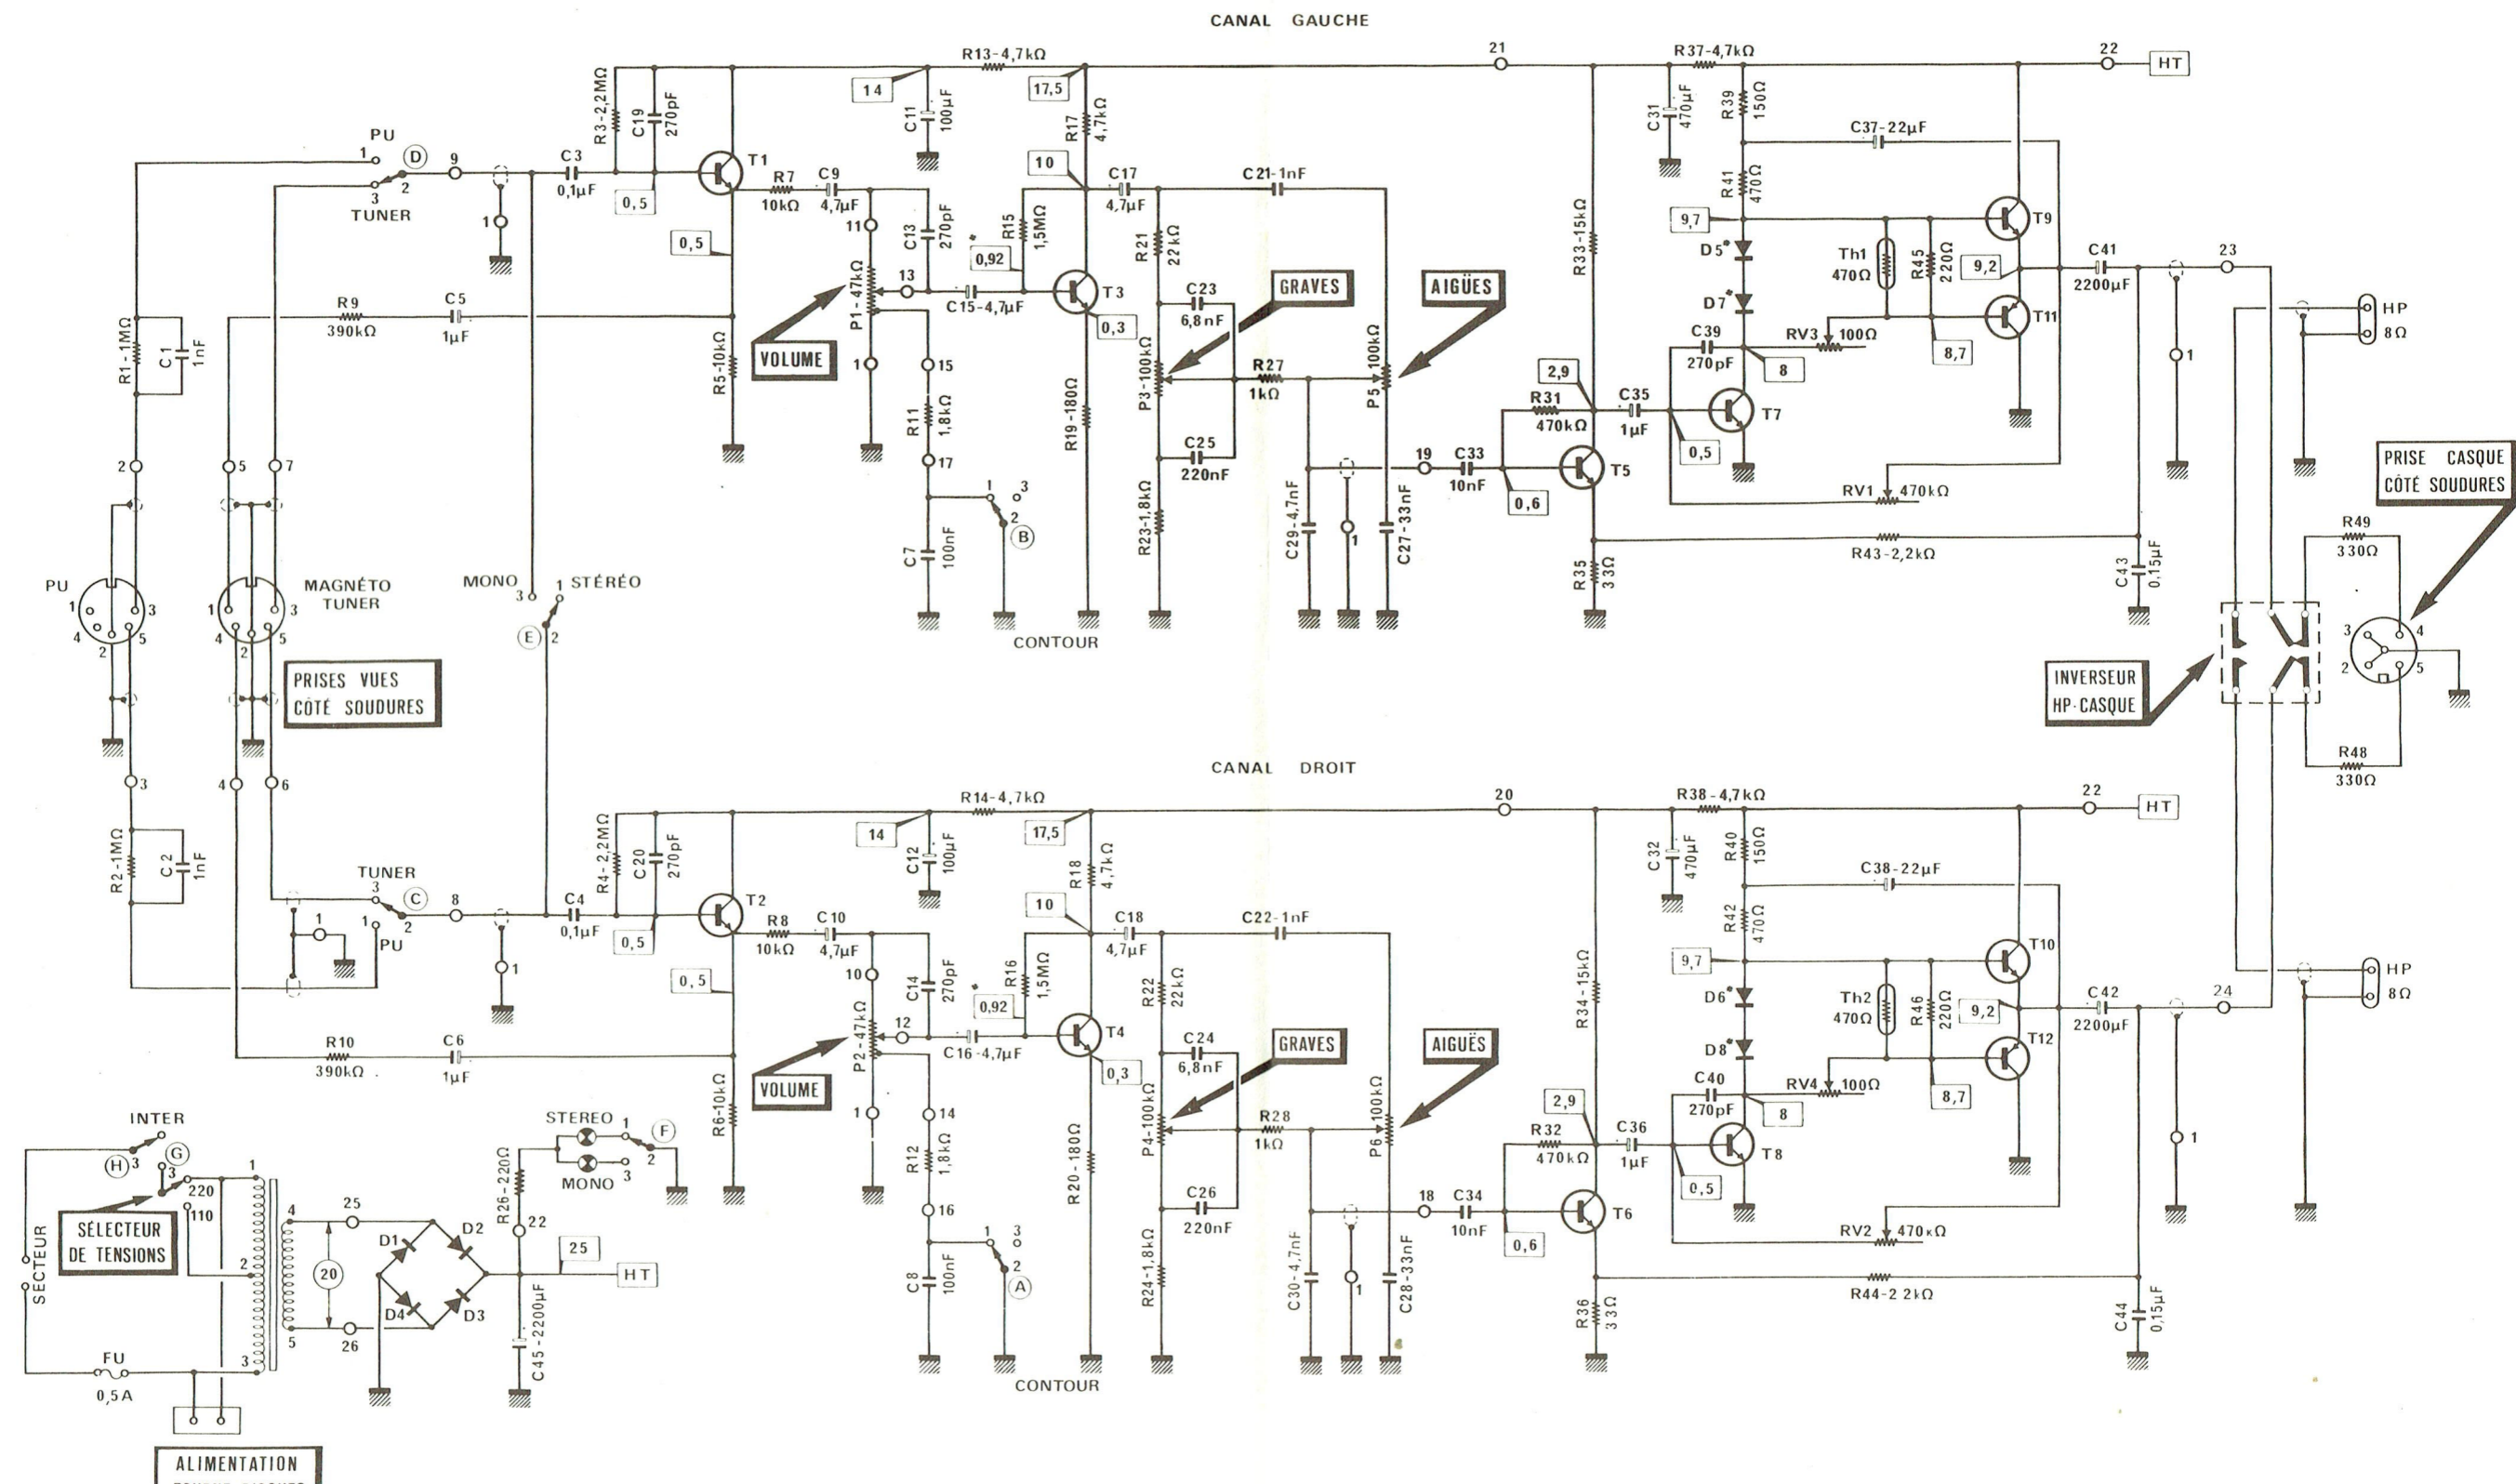 CANAL GAUCHE
R13-4,7kΩ
21
R37-4,7kΩ
22
HT
14
17,5
R3-2,2MΩ
C19
270pF
C11
100µF
R17
4,7kΩ
C31
470µF
R39
150Ω
C37-22µF
PU
1
D
9
3
2
TUNER
C3
0,1µF
T1
0,5
R7
10kΩ
C9
4,7µF
10
C17
4,7µF
C21-1nF
R41
470Ω
1
0,5
11
C13
270pF
R15
1,5MΩ
0,92
R21
22kΩ
R33-15kΩ
9,7
T9
D5*
Th1
470Ω
R45
220Ω
9,2
C41
2200µF
23
R9
390kΩ
C5
1µF
P1-47kΩ
13
C15-4,7µF
T3
0,3
C23
6,8nF
GRAVES
AIGÜES
D7*
T11
HP
8Ω
R1-1MΩ
C1
1nF
R5-10kΩ
VOLUME
1
15
R11
1,8kΩ
17
R19-180Ω
P3-100kΩ
R27
1kΩ
P5 100kΩ
C39
270pF
RV3
100Ω
8
8,7
1
2,9
R31
470kΩ
C35
1µF
T7
0,5
2
5
7
C25
220nF
19
C33
10nF
T5
0,6
RV1
470kΩ
PRISE CASQUE
CÔTÉ SOUDURES
1
3
2
B
C7
100nF
R23-1,8kΩ
C29-4,7nF
1
C27-33nF
R43-2,2kΩ
R35
33Ω
C43
0,15µF
R49
330Ω
PU
1
3
4
5
2
1
3
4
5
2
MAGNÉTO
TUNER
MONO
3
1
STÉRÉO
E
2
CONTOUR
3
4
2
5
PRISES VUES
CÔTÉ SOUDURES
INVERSEUR
HP-CASQUE
R48
330Ω
CANAL DROIT
3
4
6
R14-4,7kΩ
20
R38-4,7kΩ
22
HT
14
17,5
R2-1MΩ
C2
1nF
R4-2,2MΩ
C20
270pF
C12
100µF
R18
4,7kΩ
C32
470µF
R40
150Ω
C38-22µF
TUNER
3
C
2
1
PU
8
C4
0,1µF
T2
0,5
R8
10kΩ
C10
4,7µF
10
C18
4,7µF
C22-1nF
R42
470Ω
1
1
0,5
10
C14
270pF
R16
1,5MΩ
0,92
R22
22kΩ
R34-15kΩ
9,7
T10
D6*
Th2
470Ω
R46
220Ω
9,2
C42
2200µF
24
HP
8Ω
R10
390kΩ
C6
1µF
P2-47kΩ
12
C16-4,7µF
T4
0,3
C24
6,8nF
GRAVES
AIGUËS
D8*
T12
R6-10kΩ
VOLUME
1
14
R12
1,8kΩ
16
R20-180Ω
P4-100kΩ
R28
1kΩ
P6 100kΩ
C40
270pF
RV4
100Ω
8
8,7
2,9
R32
470kΩ
C36
1µF
T8
0,5
1
INTER
H
3
G
3
220
110
1
2
3
4
5
SÉLECTEUR
DE TENSIONS
SECTEUR
FU
0,5A
25
20
26
D1
D2
D4
D3
STEREO
1
F
2
MONO
3
R26-220Ω
22
25
HT
C45-2200µF
C26
220nF
18
C34
10nF
T6
0,6
RV2
470kΩ
1
3
2
A
C8
100nF
R24-1,8kΩ
C30-4,7nF
1
C28-33nF
R44-2 2kΩ
R36
33Ω
C44
0,15µF
CONTOUR
ALIMENTATION